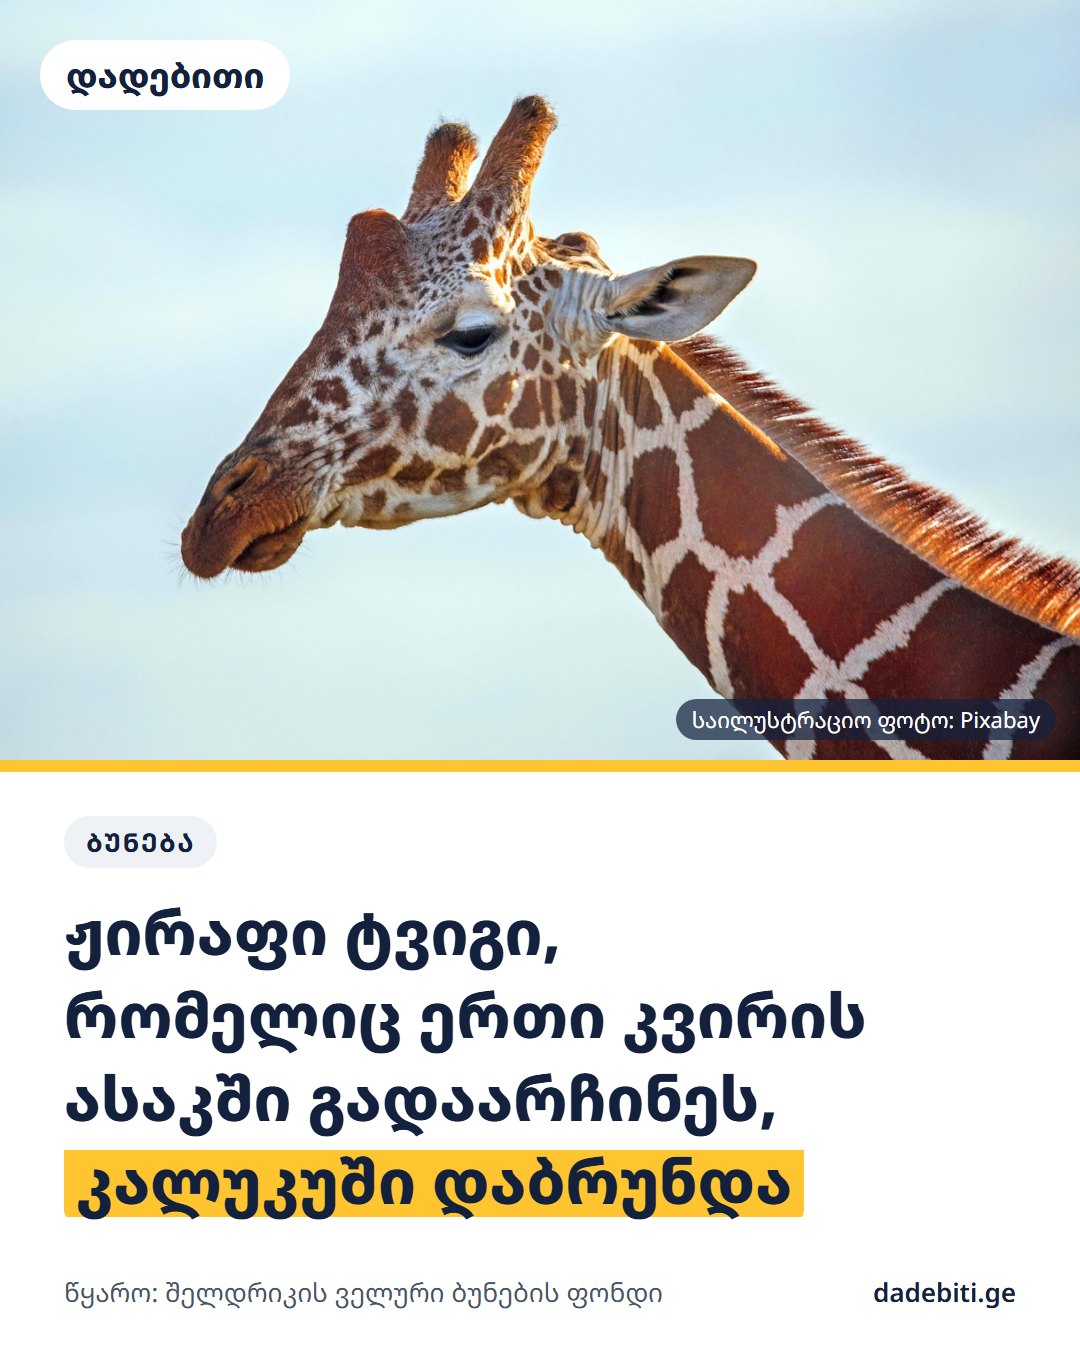 დადებითი
საილუსტრაციო ფოტო: Pixabay
ბუნება
ჟირაფი ტვიგი,
რომელიც ერთი კვირის
ასაკში გადაარჩინეს,
კალუკუში დაბრუნდა
წყარო: შელდრიკის ველური ბუნების ფონდი
dadebiti.ge